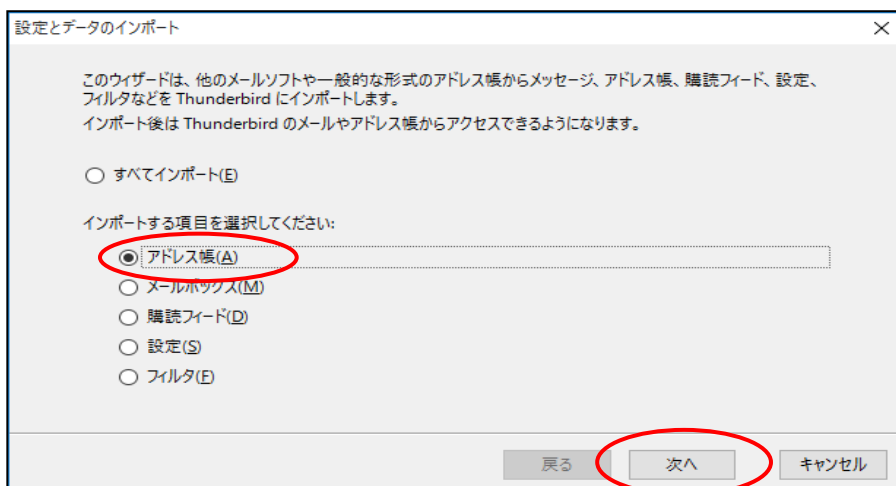 設定とデータのインポート
このウィザードは、他のメールソフトや一般的な形式のアドレス帳からメッセージ、アドレス帳、購読フィード、設定、
フィルタなどを Thunderbird にインポートします。
インポート後は Thunderbird のメールやアドレス帳からアクセスできるようになります。
すべてインポート(E)
インポートする項目を選択してください:
アドレス帳(A)
メールボックス(M)
購読フィード(D)
設定(S)
フィルタ(F)
戻る 次へ キャンセル